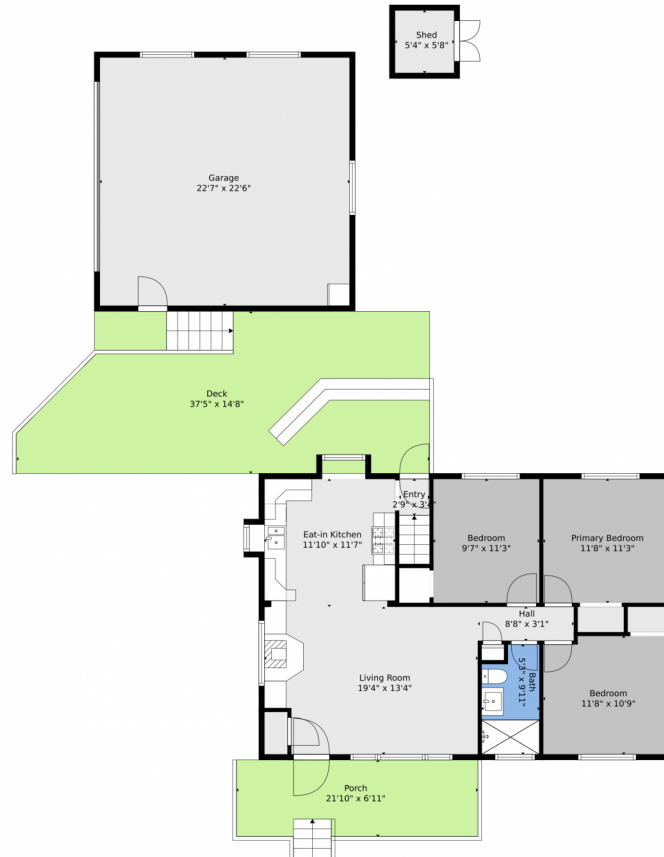 Shed
5'4" x 5'8"
Garage
22'7" x 22'6"
Deck
37'5" x 14'8"
Entry
2'9" x 3'4"
Eat-in Kitchen
11'10" x 11'7"
Bedroom
9'7" x 11'3"
Primary Bedroom
11'8" x 11'3"
Hall
8'8" x 3'1"
Living Room
19'4" x 13'4"
Bath
5'3" x 9'11"
Bedroom
11'8" x 10'9"
Porch
21'10" x 6'11"